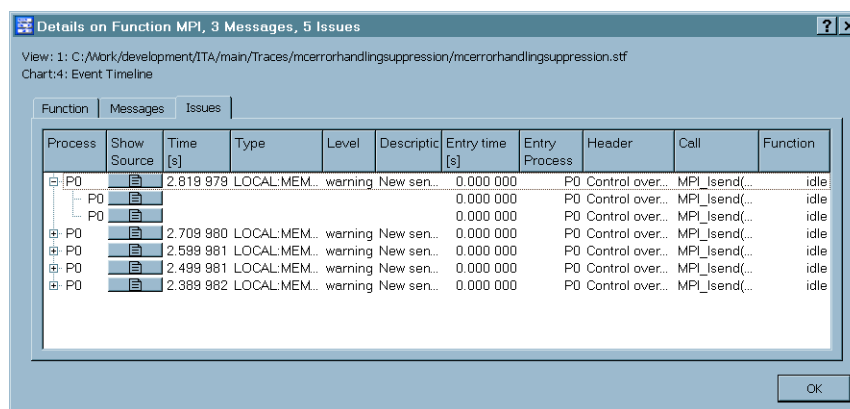 Details on Function MPI, 3 Messages, 5 Issues
View: 1: C:/Work/development/ITA/main/Traces/mcerrorhandlingsuppression/mcerrorhandlingsuppression.stf
Chart:4: Event Timeline
Function Messages Issues
Process Show Source Time [s] Type Level Descriptic Entry time [s] Entry Process Header Call Function
P0 2.819 979 LOCAL:MEM... warning New sen... 0.000 000 P0 Control over... MPI_Isend(... idle
P0 0.000 000 P0 Control over... MPI_Isend(... idle
P0 0.000 000 P0 Control over... MPI_Isend(... idle
P0 2.709 980 LOCAL:MEM... warning New sen... 0.000 000 P0 Control over... MPI_Isend(... idle
P0 2.599 981 LOCAL:MEM... warning New sen... 0.000 000 P0 Control over... MPI_Isend(... idle
P0 2.499 981 LOCAL:MEM... warning New sen... 0.000 000 P0 Control over... MPI_Isend(... idle
P0 2.389 982 LOCAL:MEM... warning New sen... 0.000 000 P0 Control over... MPI_Isend(... idle
OK